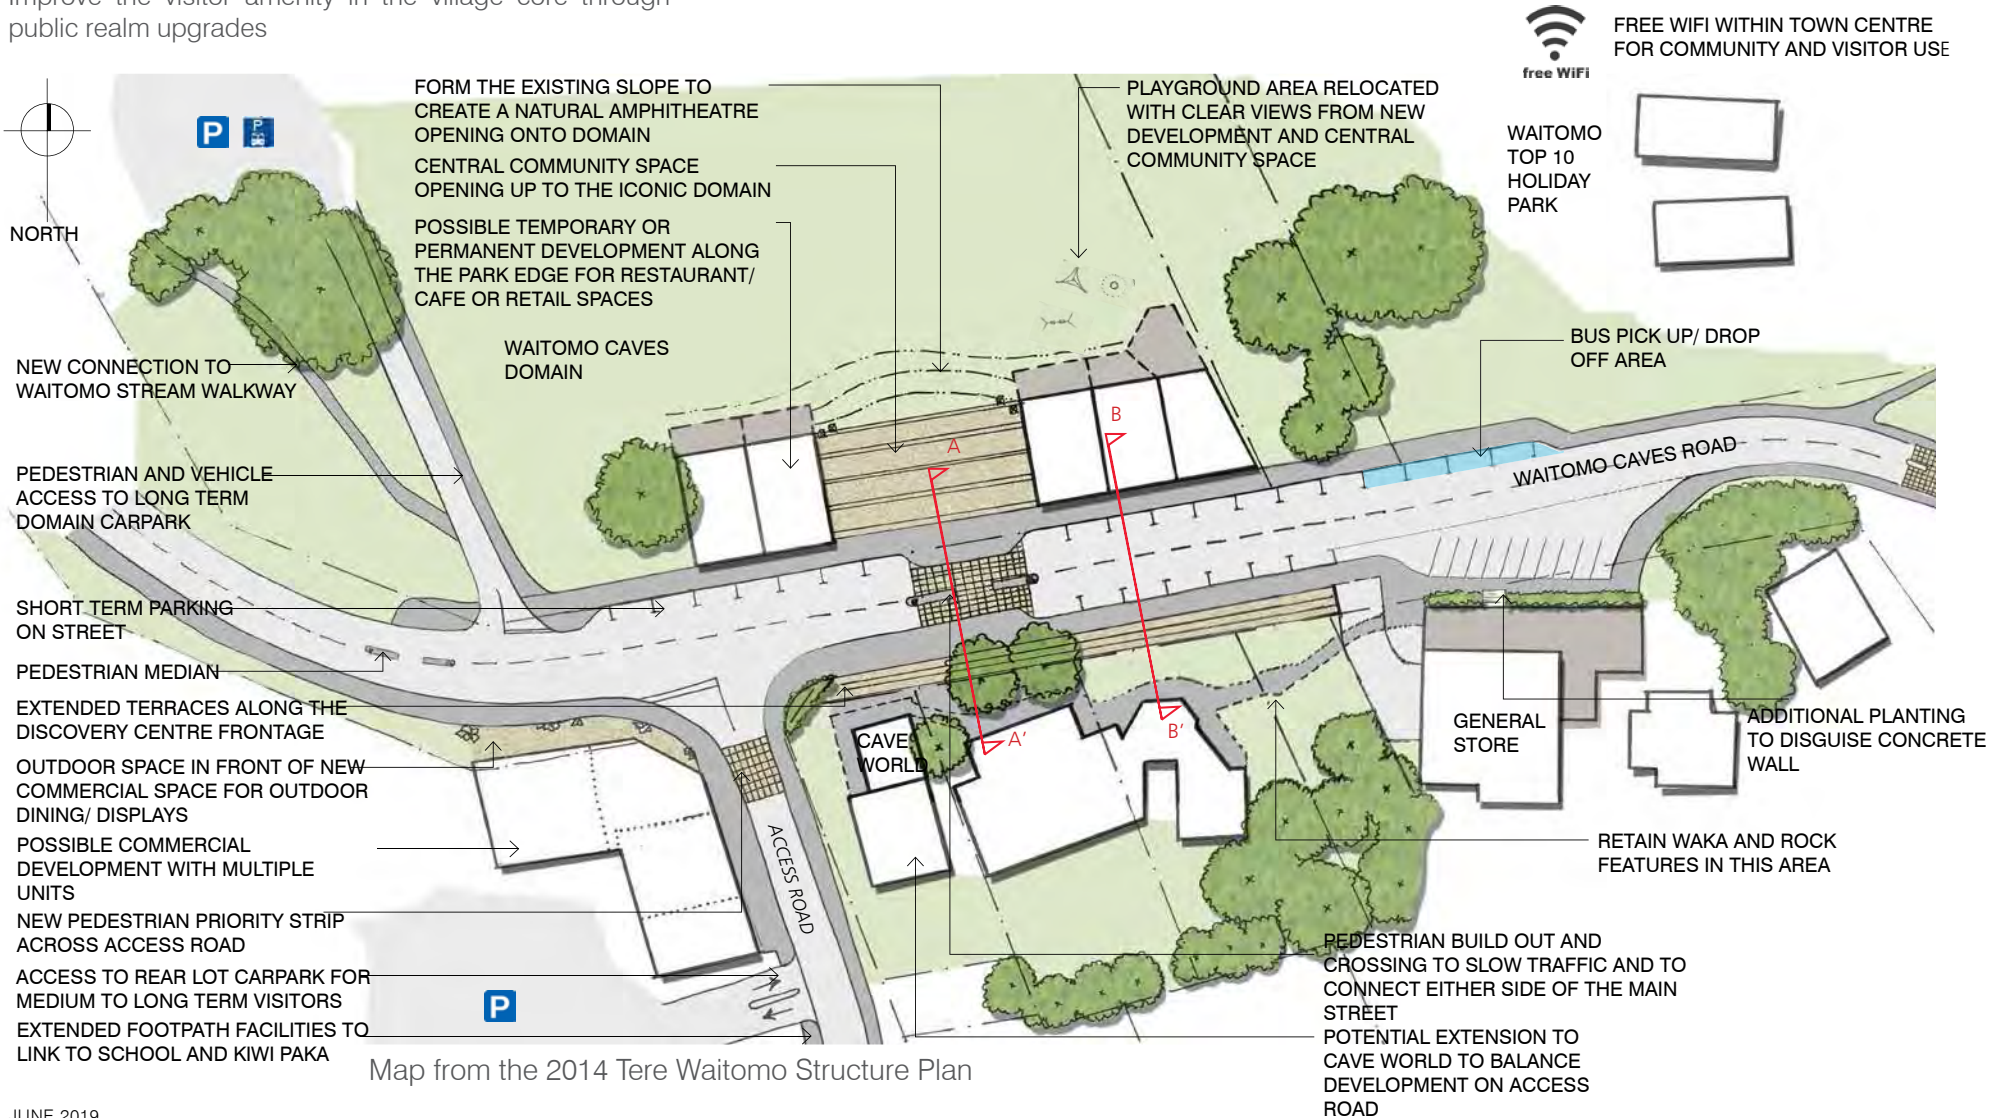 public realm upgrades
free WiFi
FREE WIFI WITHIN TOWN CENTRE
FOR COMMUNITY AND VISITOR USE
NORTH
P
P
FORM THE EXISTING SLOPE TO
CREATE A NATURAL AMPHITHEATRE
OPENING ONTO DOMAIN
CENTRAL COMMUNITY SPACE
OPENING UP TO THE ICONIC DOMAIN
POSSIBLE TEMPORARY OR
PERMANENT DEVELOPMENT ALONG
THE PARK EDGE FOR RESTAURANT/
CAFE OR RETAIL SPACES
WAITOMO CAVES
DOMAIN
PLAYGROUND AREA RELOCATED
WITH CLEAR VIEWS FROM NEW
DEVELOPMENT AND CENTRAL
COMMUNITY SPACE
WAITOMO
TOP 10
HOLIDAY
PARK
BUS PICK UP/ DROP
OFF AREA
WAITOMO CAVES ROAD
NEW CONNECTION TO
WAITOMO STREAM WALKWAY
PEDESTRIAN AND VEHICLE
ACCESS TO LONG TERM
DOMAIN CARPARK
SHORT TERM PARKING
ON STREET
PEDESTRIAN MEDIAN
EXTENDED TERRACES ALONG THE
DISCOVERY CENTRE FRONTAGE
OUTDOOR SPACE IN FRONT OF NEW
COMMERCIAL SPACE FOR OUTDOOR
DINING/ DISPLAYS
POSSIBLE COMMERCIAL
DEVELOPMENT WITH MULTIPLE
UNITS
NEW PEDESTRIAN PRIORITY STRIP
ACROSS ACCESS ROAD
ACCESS TO REAR LOT CARPARK FOR
MEDIUM TO LONG TERM VISITORS
EXTENDED FOOTPATH FACILITIES TO
LINK TO SCHOOL AND KIWI PAKA
A
B
A'
B'
CAVE
WORLD
ACCESS ROAD
P
GENERAL
STORE
ADDITIONAL PLANTING
TO DISGUISE CONCRETE
WALL
RETAIN WAKA AND ROCK
FEATURES IN THIS AREA
PEDESTRIAN BUILD OUT AND
CROSSING TO SLOW TRAFFIC AND TO
CONNECT EITHER SIDE OF THE MAIN
STREET
POTENTIAL EXTENSION TO
CAVE WORLD TO BALANCE
DEVELOPMENT ON ACCESS
ROAD
Map from the 2014 Tere Waitomo Structure Plan
JUNE 2019